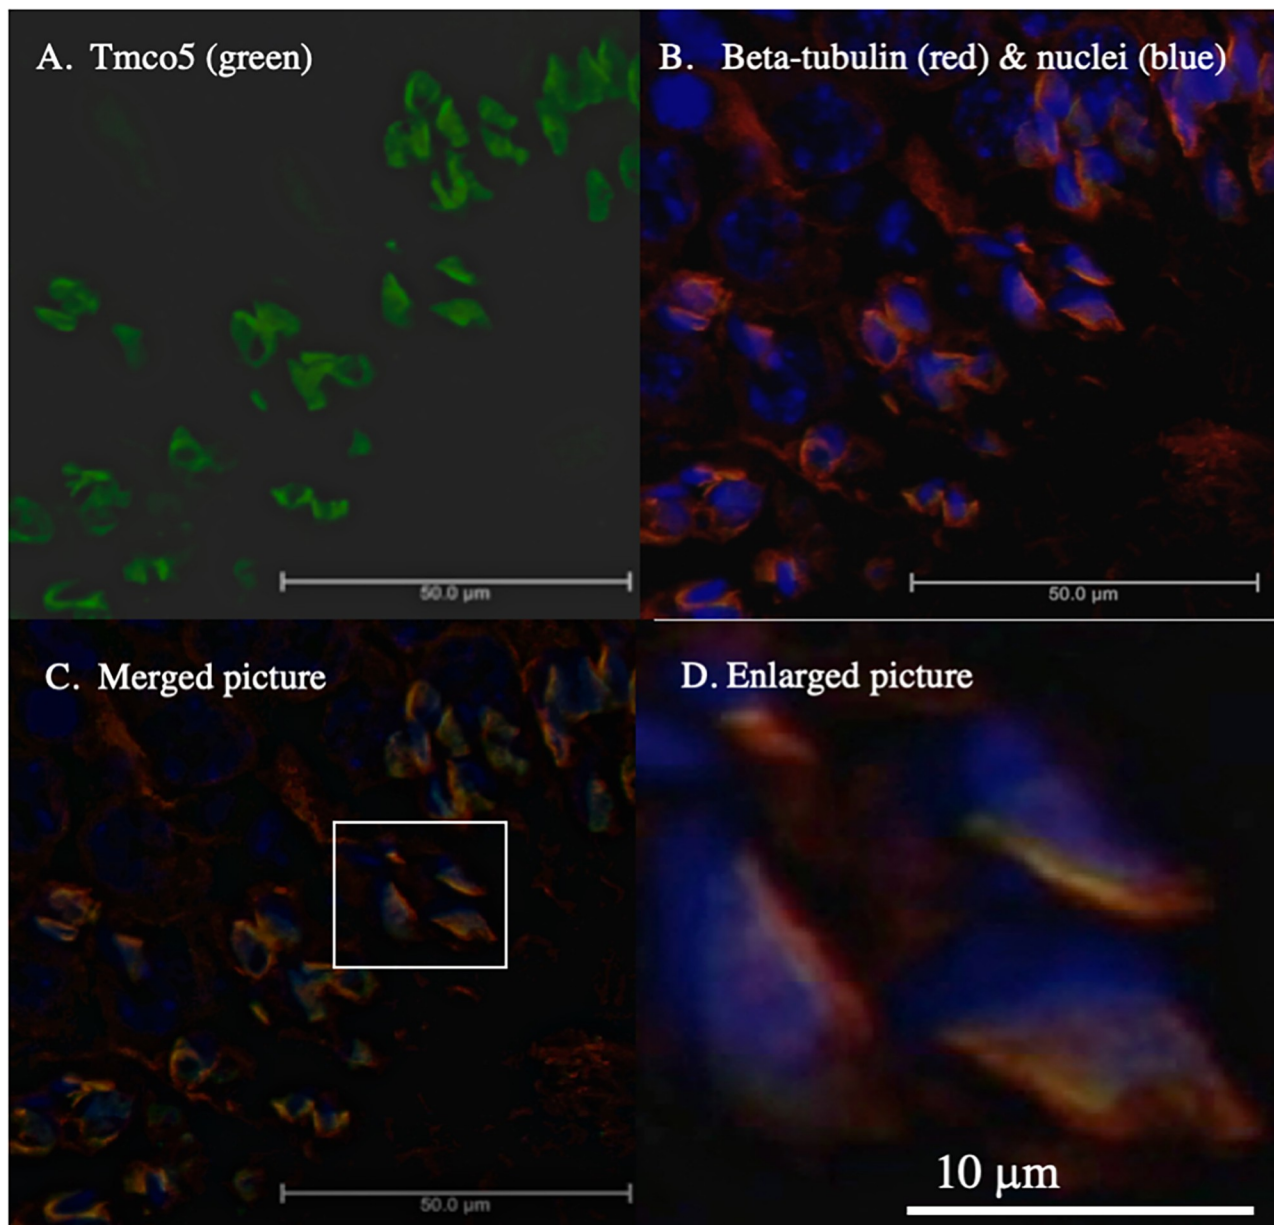 A. Tmco5 (green)
B. Beta-tubulin (red) & nuclei (blue)
50.0 µm
50.0 µm
C. Merged picture
D. Enlarged picture
50.0 µm
10 µm